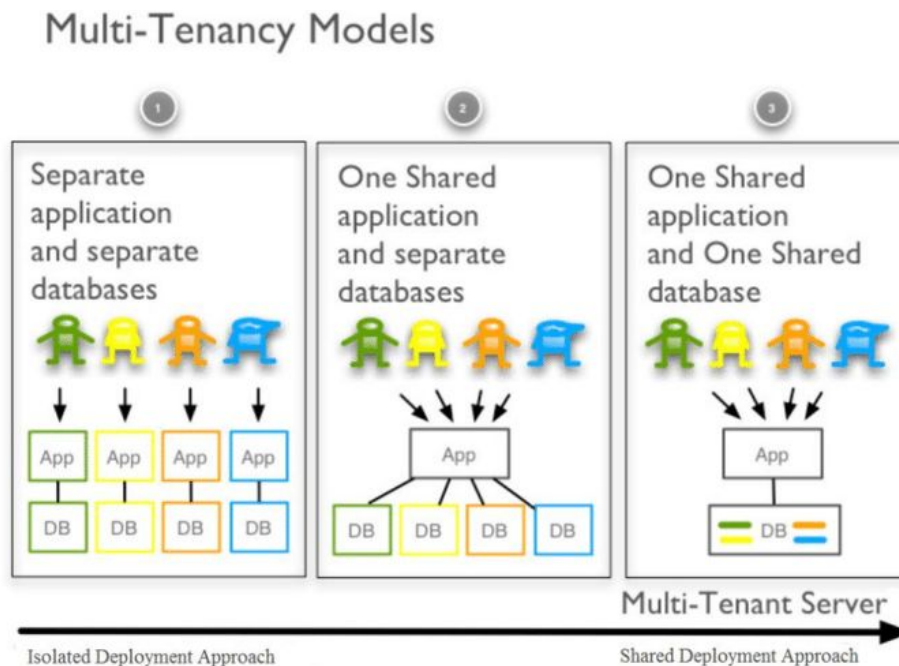 Multi-Tenancy Models
1
Separate
application
and separate
databases
App
App
App
App
DB
DB
DB
DB
2
One Shared
application
and separate
databases
App
DB
DB
DB
DB
3
One Shared
application
and One Shared
database
App
DB
Multi-Tenant Server
Isolated Deployment Approach
Shared Deployment Approach